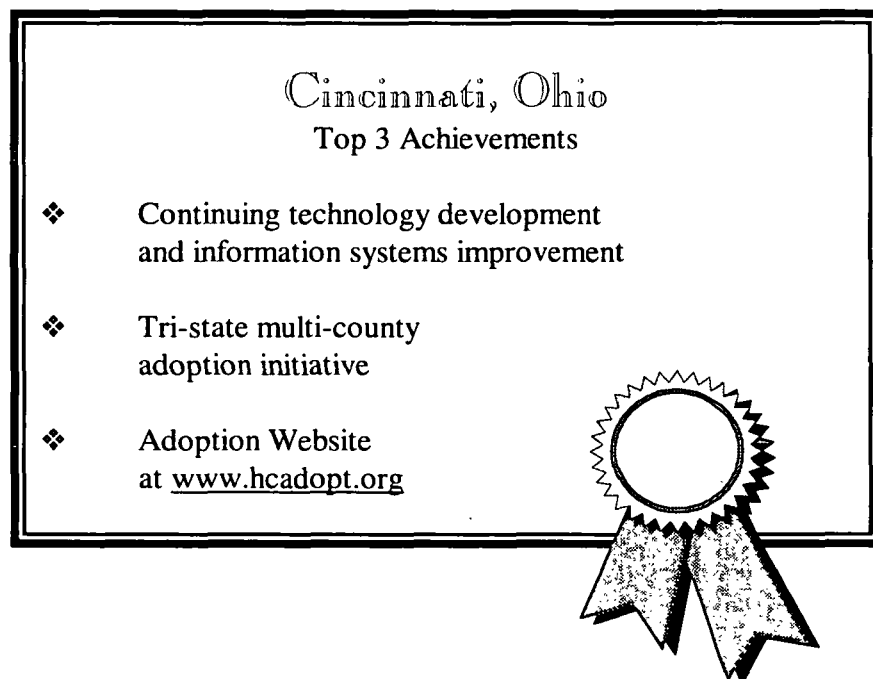 Cincinnati, Ohio
Top 3 Achievements
❖ Continuing technology development
and information systems improvement
❖ Tri-state multi-county
adoption initiative
❖ Adoption Website
at www.hcadopt.org